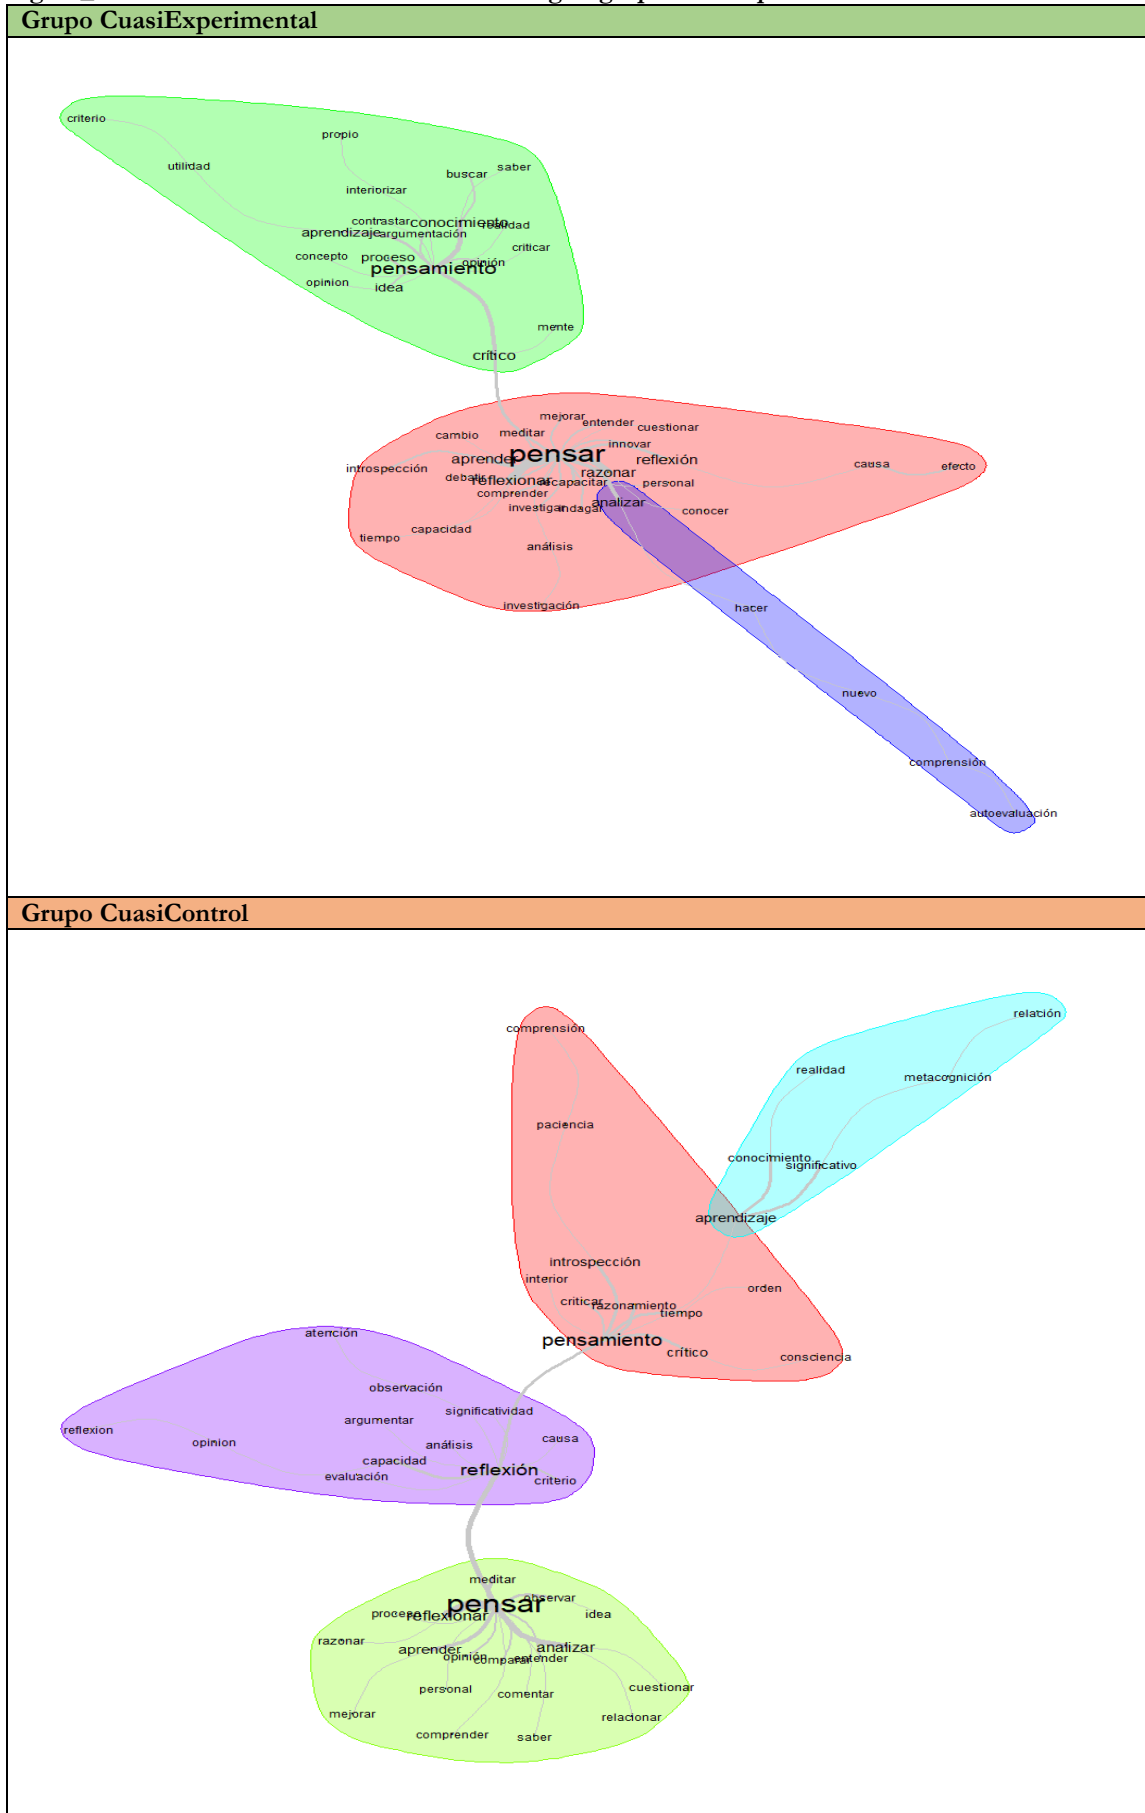 Grupo CuasiExperimental
criterio
propio
utilidad
buscar
saber
interiorizar
contrastar
conocimiento
realidad
aprendizaje
argumentación
criticar
concepto
proceso
opinión
pensamiento
opinion
idea
mente
crítico
mejorar
entender
cuestionar
cambio
meditar
innovar
pensar
aprender
reflexión
causa
efecto
introspección
razonar
debatir
reflexionar
recapacitar
personal
comprender
analizar
investigar
indagar
conocer
capacidad
tiempo
análisis
investigación
hacer
nuevo
comprensión
autoevaluación
Grupo CuasiControl
relación
comprensión
realidad
metacognición
paciencia
conocimiento
significativo
aprendizaje
introspección
interior
orden
criticar
razonamiento
tiempo
pensamiento
crítico
consciencia
atención
observación
significatividad
argumentar
reflexion
opinion
análisis
causa
capacidad
reflexión
evaluación
criterio
meditar
observar
pensar
proceso
reflexionar
idea
razonar
aprender
analizar
opinión
comparar
entender
personal
comentar
cuestionar
mejorar
relacionar
comprender
saber